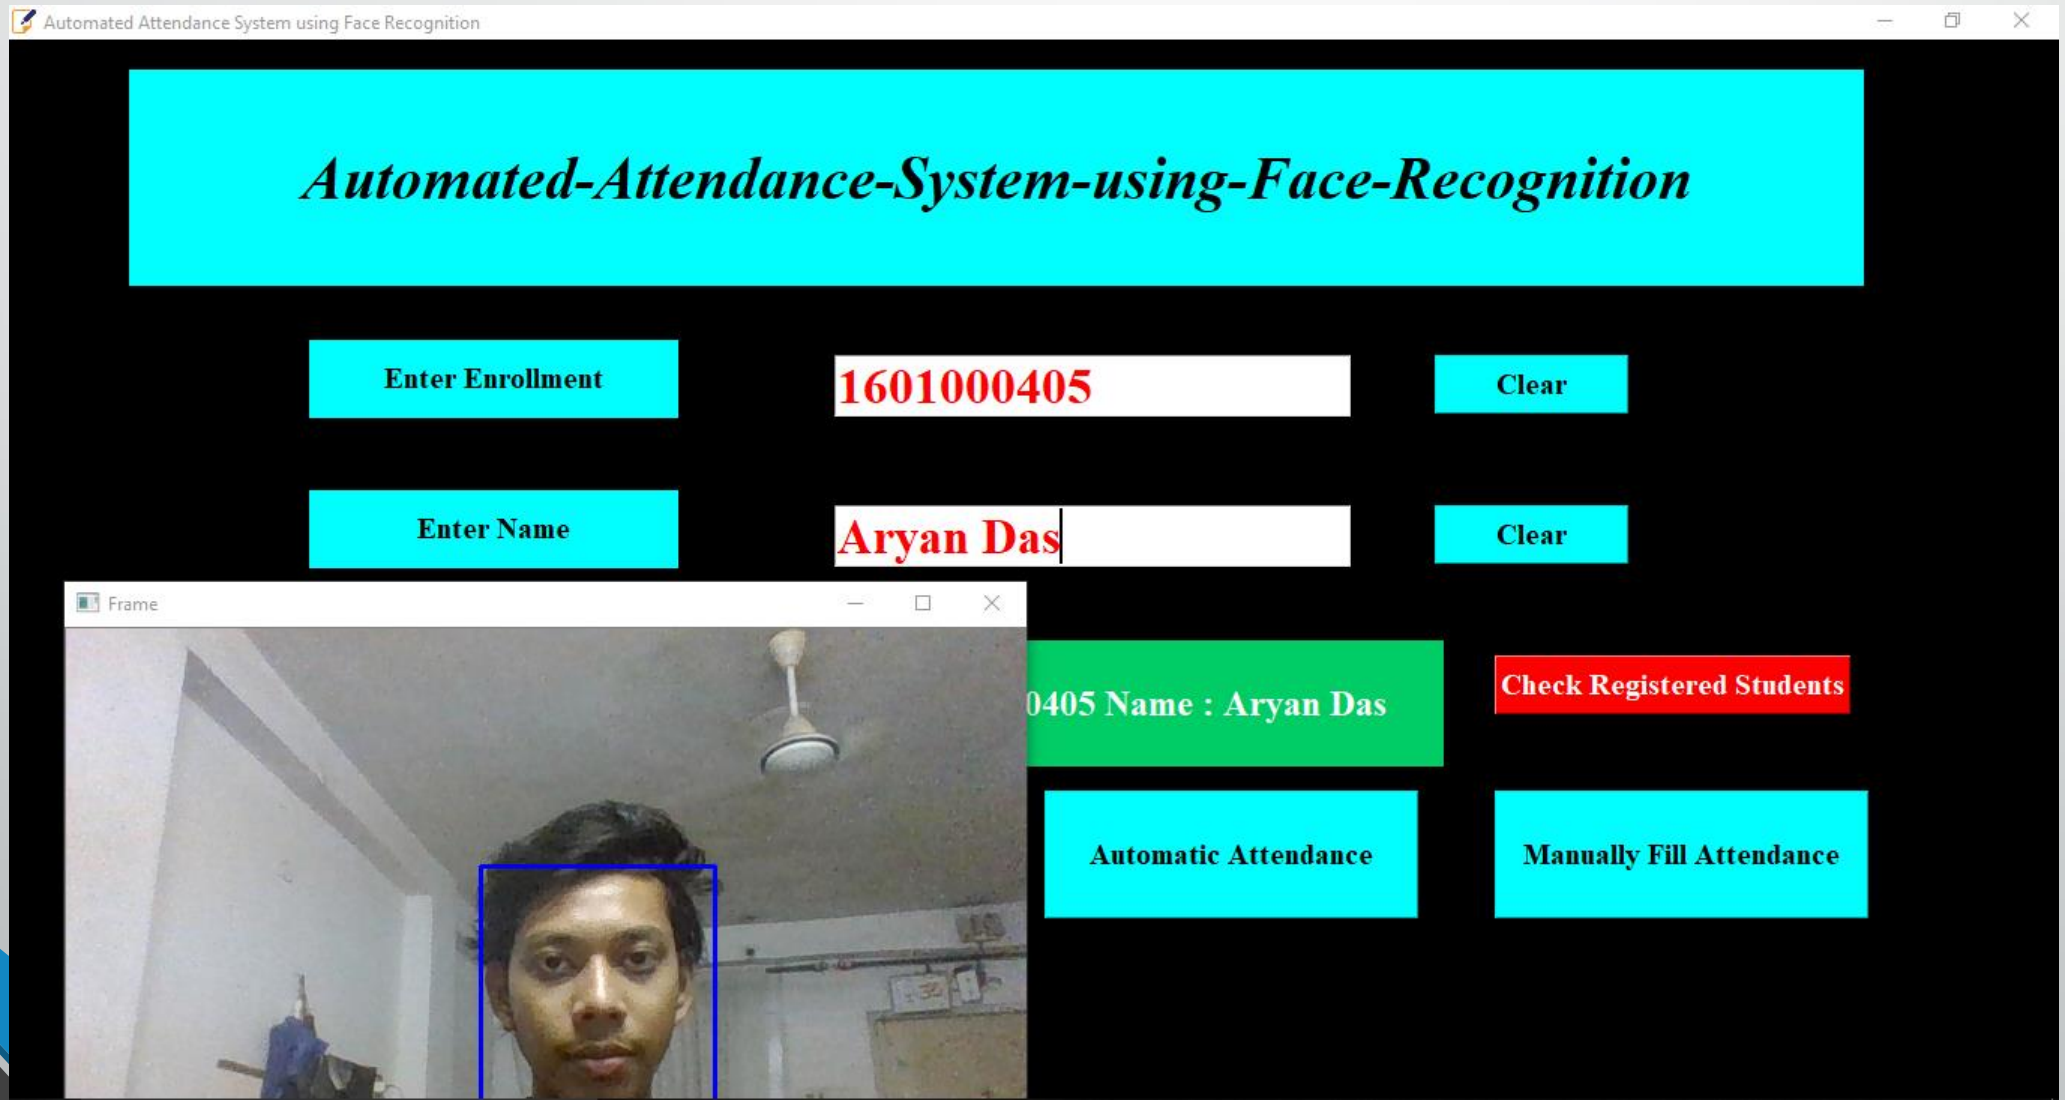 Automated Attendance System using Face Recognition
Automated-Attendance-System-using-Face-Recognition
Enter Enrollment
1601000405
Clear
Enter Name
Aryan Das
Clear
Frame
0405 Name : Aryan Das
Check Registered Students
Automatic Attendance
Manually Fill Attendance